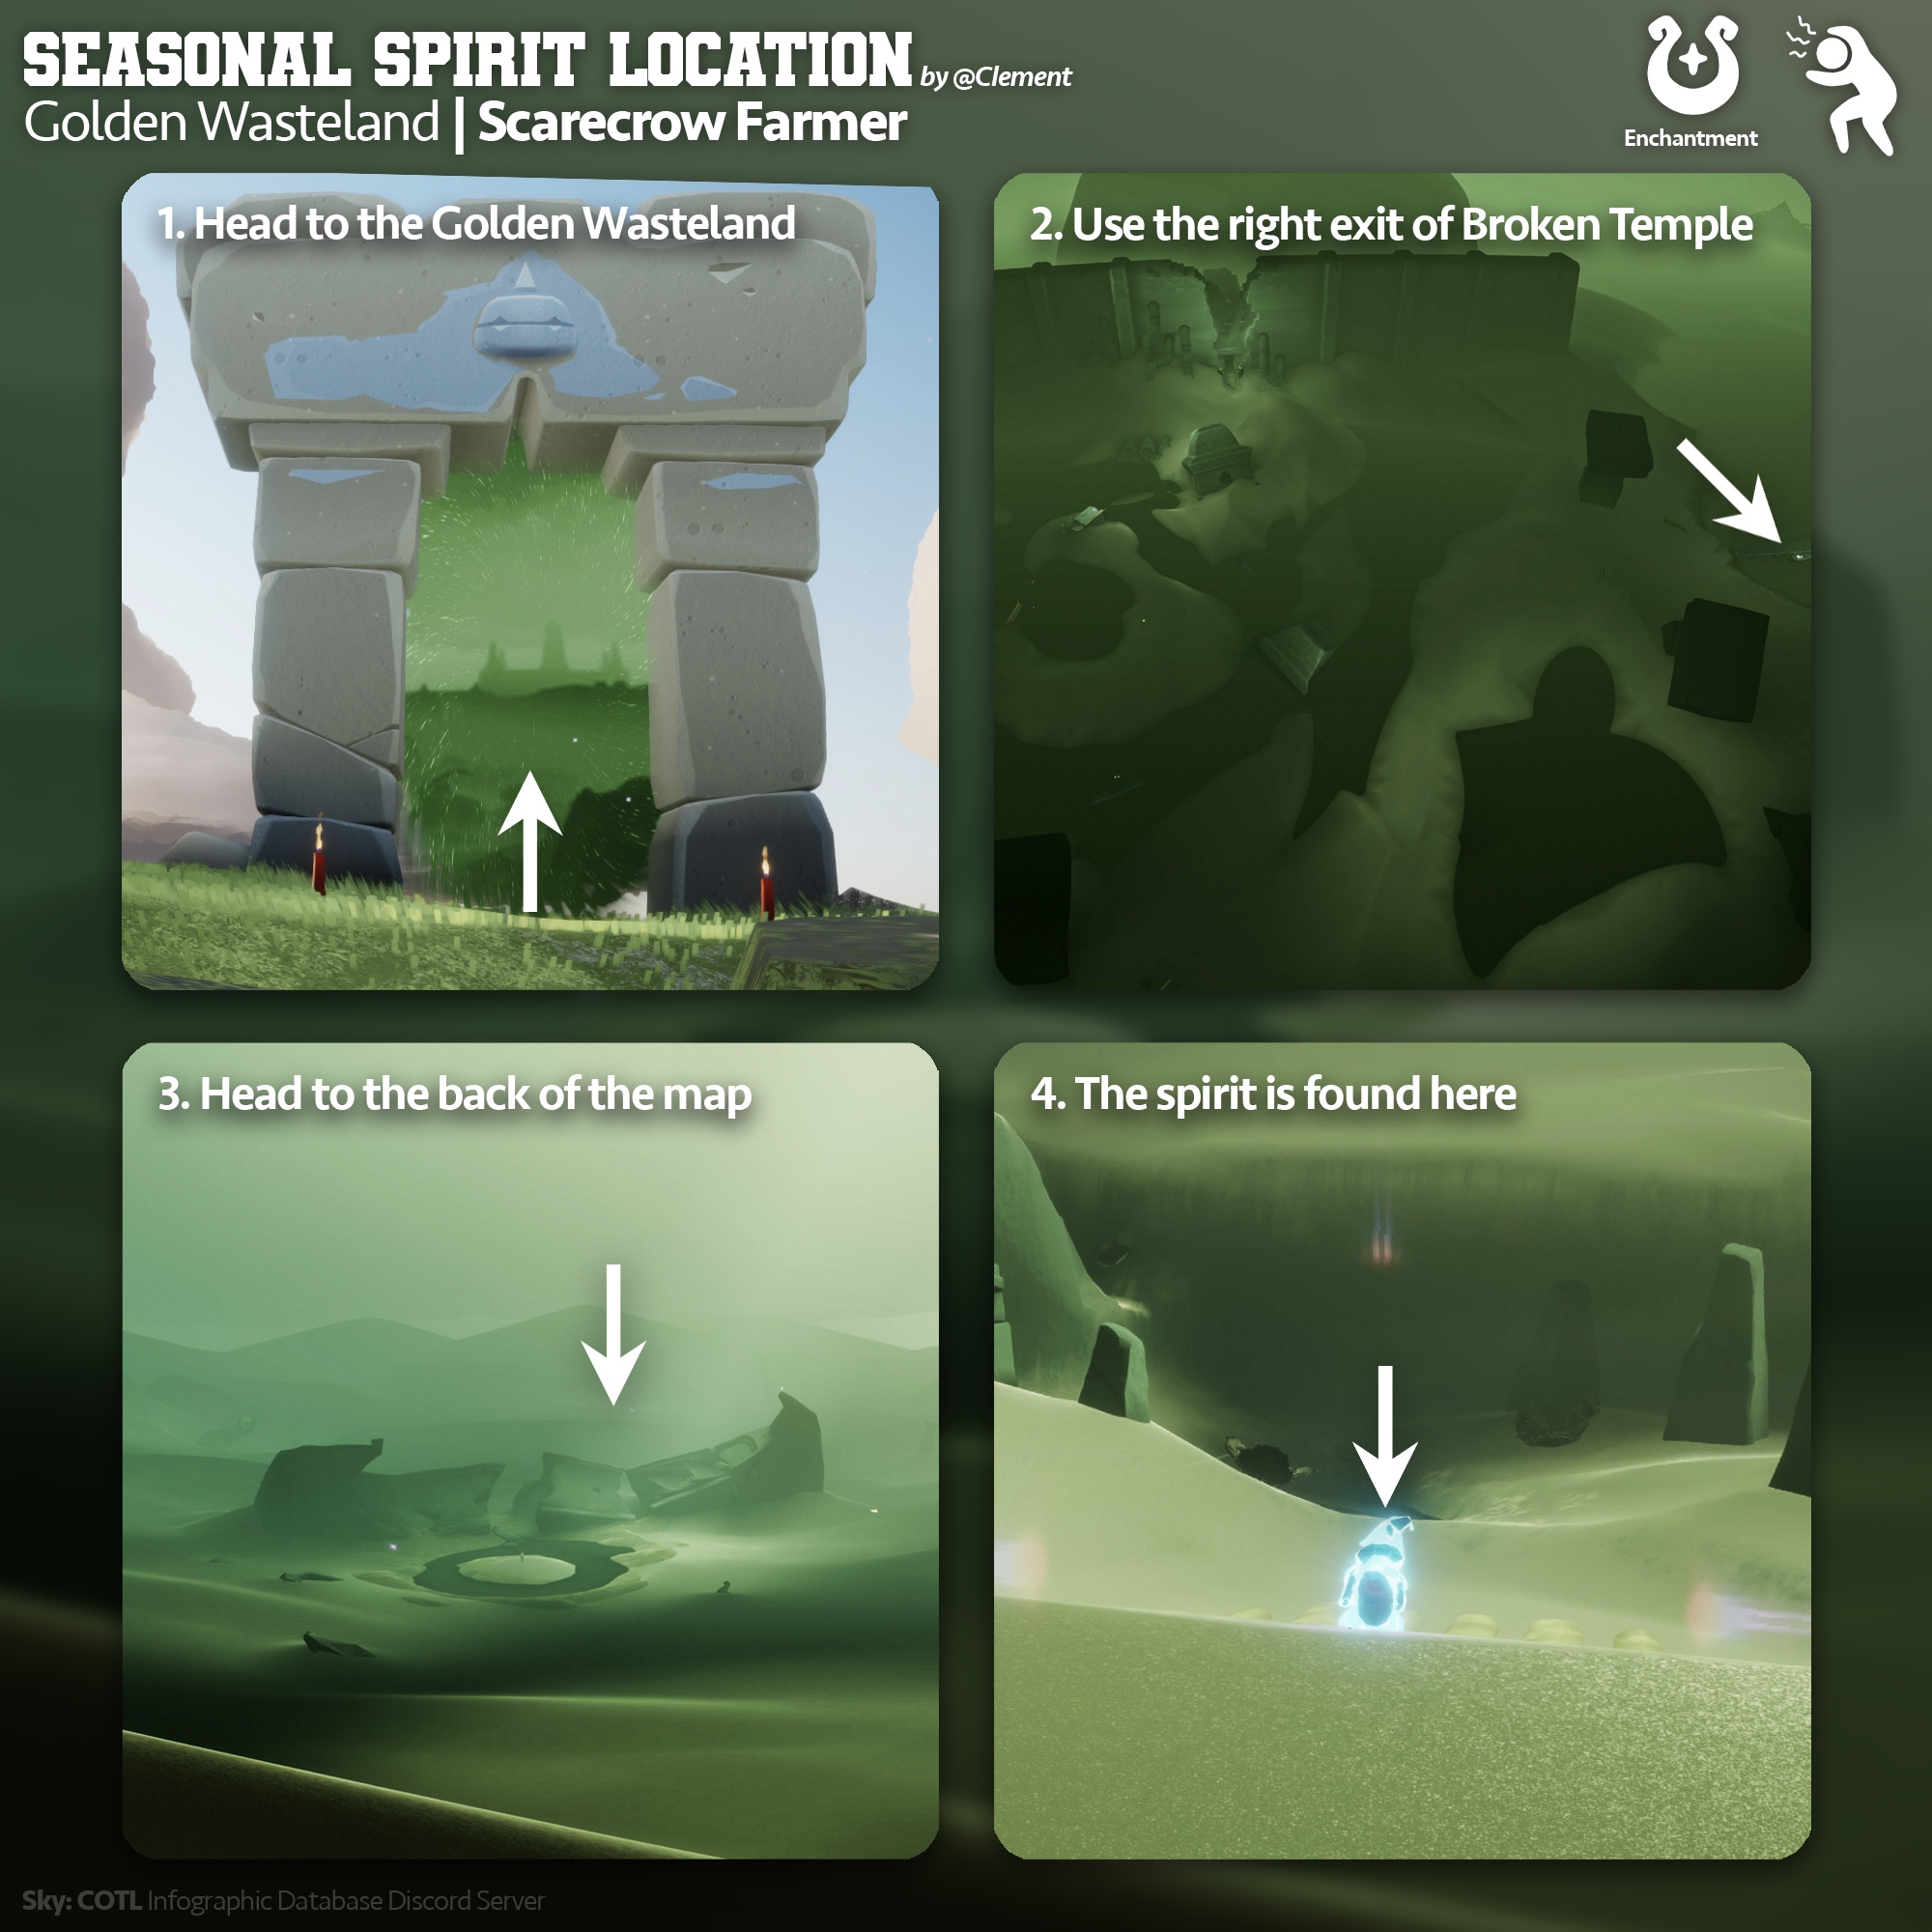 SEASONAL SPIRIT LOCATION by @Clement
Golden Wasteland | Scarecrow Farmer
Enchantment
1. Head to the Golden Wasteland
2. Use the right exit of Broken Temple
3. Head to the back of the map
4. The spirit is found here
Sky: COTL Infographic Database Discord Server